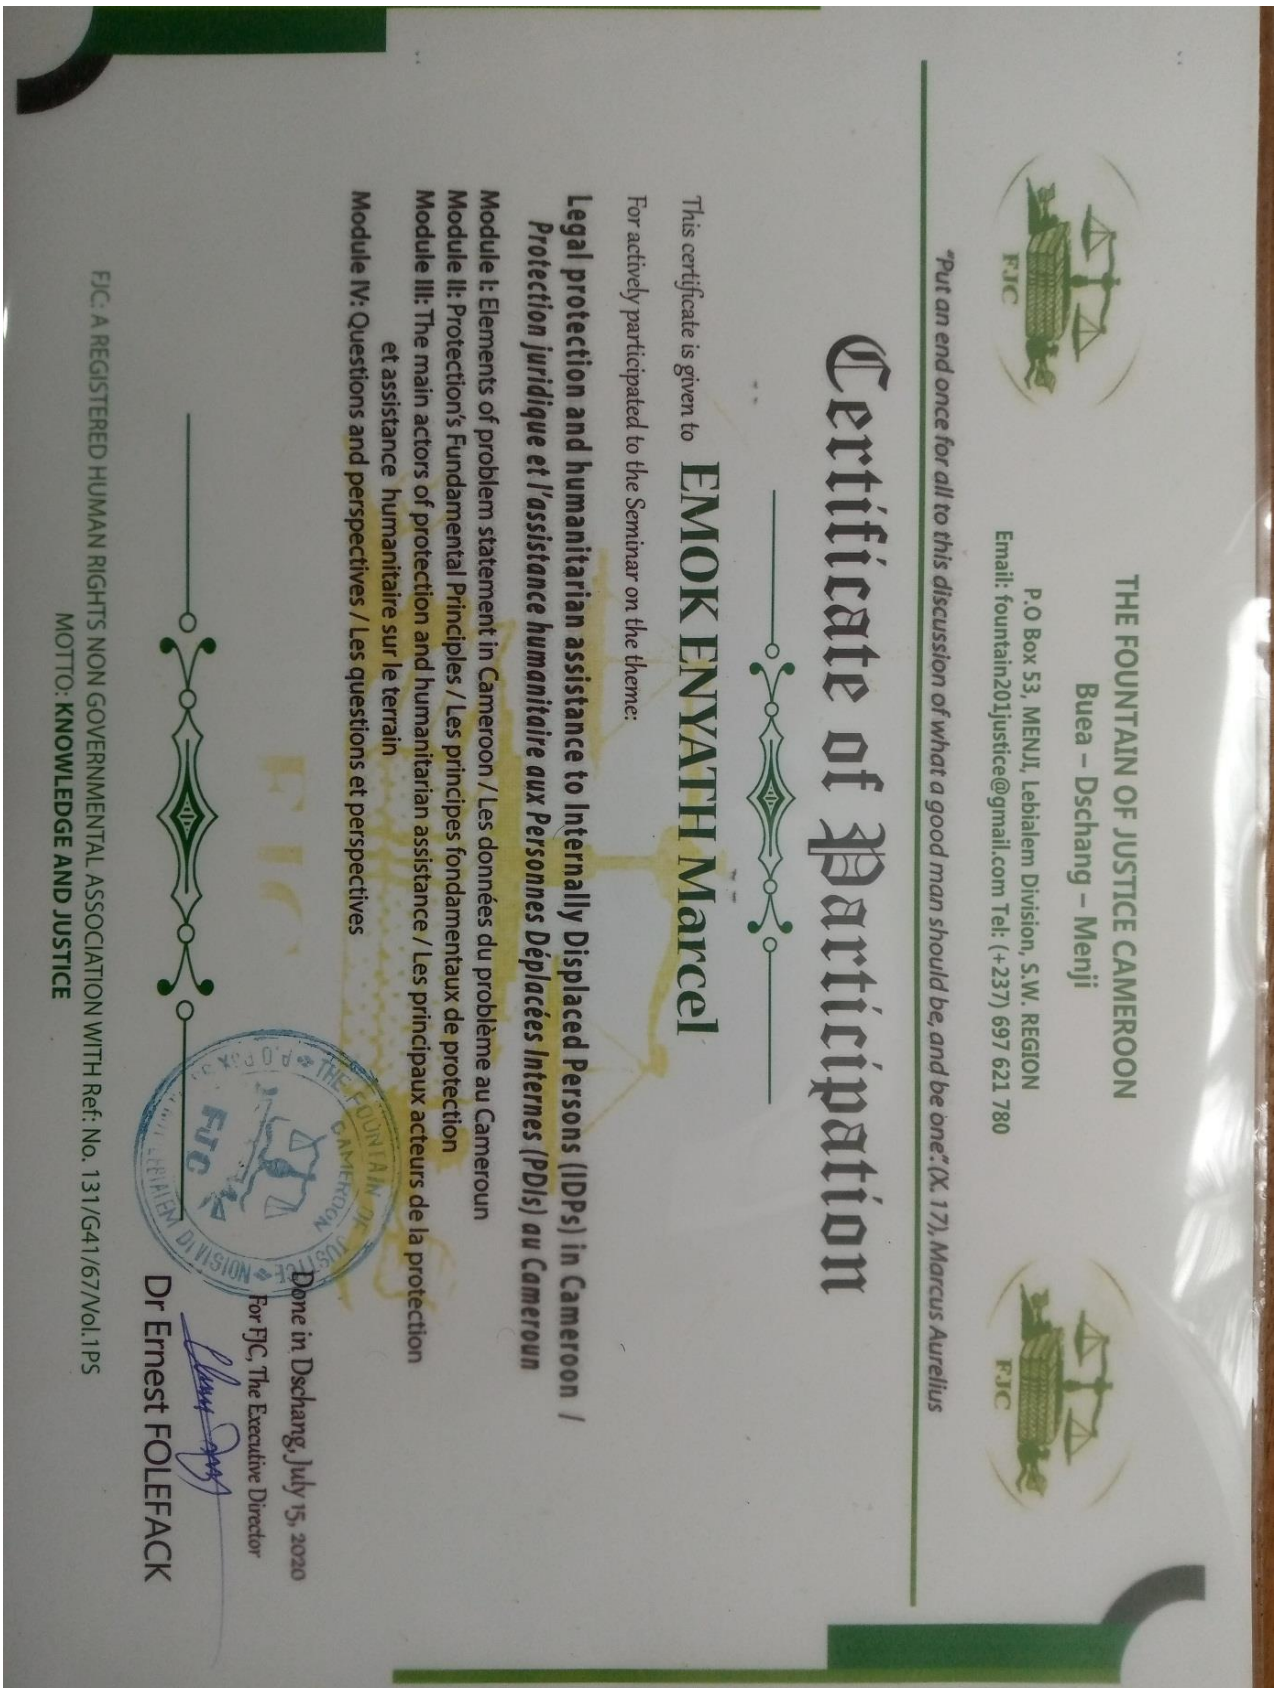 THE FOUNTAIN OF JUSTICE CAMEROON
Buea – Dschang – Menji
P.O Box 53, MENJI, Lebialem Division, S.W. REGION
Email: fountain201justice@gmail.com Tel: (+237) 697 621 780
FJC
FJC
"Put an end once for all to this discussion of what a good man should be, and be one". (X. 17), Marcus Aurelius
Certificate of Participation
This certificate is given to EMOK ENYATH Marcel
For actively participated to the Seminar on the theme:
Legal protection and humanitarian assistance to Internally Displaced Persons (IDPs) in Cameroon /
Protection juridique et l'assistance humanitaire aux Personnes Déplacées Internes (PDIs) au Cameroun
Module I: Elements of problem statement in Cameroon / Les données du problème au Cameroun
Module II: Protection's Fundamental Principles / Les principes fondamentaux de protection
Module III: The main actors of protection and humanitarian assistance / Les principaux acteurs de la protection
et assistance humanitaire sur le terrain
Module IV: Questions and perspectives / Les questions et perspectives
FJC
Done in Dschang, July 15, 2020
For FJC, The Executive Director
THE FOUNTAIN OF JUSTICE
CAMEROON
FJC
P.O Box
LEBIALEM DIVISION
Dr Ernest FOLEFACK
FJC: A REGISTERED HUMAN RIGHTS NON GOVERNMENTAL ASSOCIATION WITH Ref: No. 131/G41/67/Vol.1PS
MOTTO: KNOWLEDGE AND JUSTICE